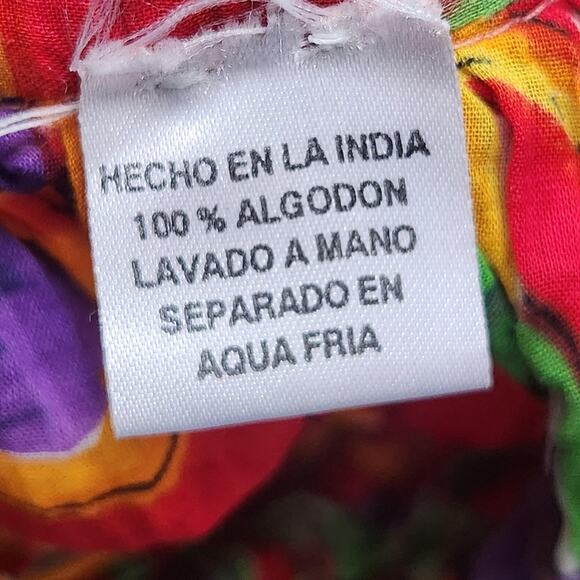 HECHO EN LA INDIA
100 % ALGODON
LAVADO A MANO
SEPARADO EN
AQUA FRIA